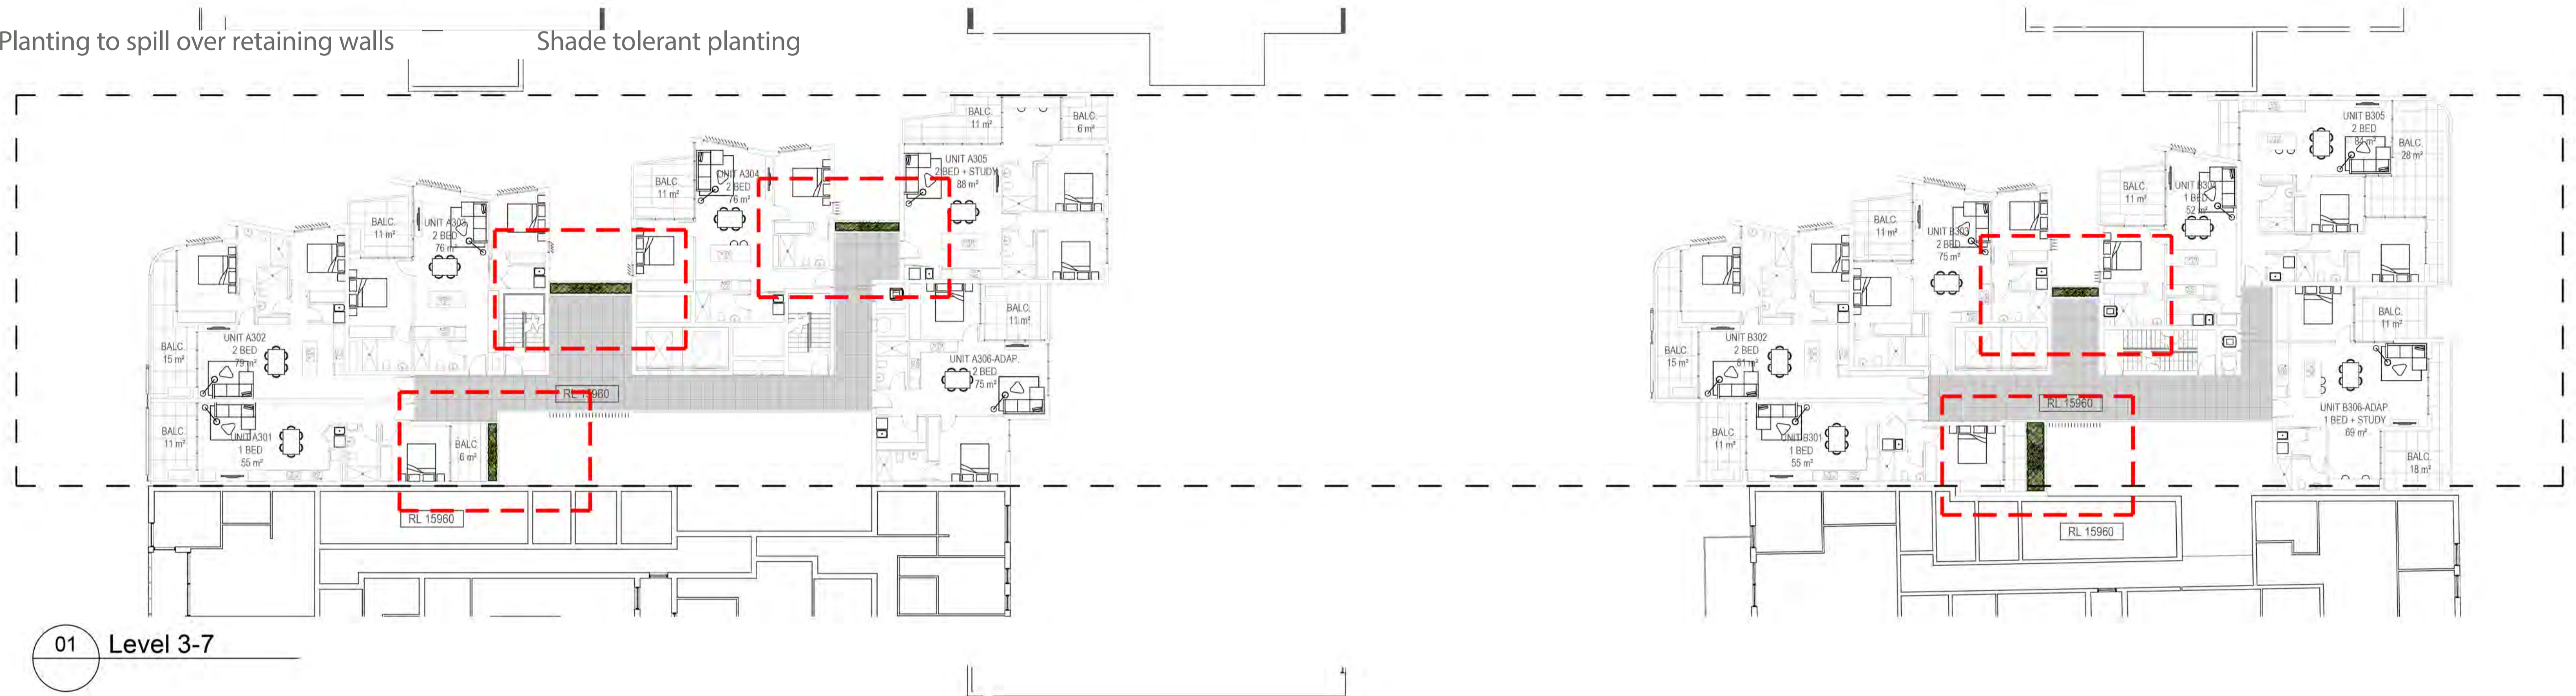 Planting to spill over retaining walls
Shade tolerant planting
BALC.
11 m²
BALC.
6 m²
UNIT A305
2 BED + STUDY
88 m²
UNIT A304
2 BED
76 m²
BALC.
11 m²
BALC.
11 m²
UNIT A303
2 BED
76 m²
BALC.
11 m²
UNIT A306-ADAP.
2 BED
75 m²
UNIT A302
2 BED
79 m²
BALC.
15 m²
RL 15960
BALC.
11 m²
UNIT A301
1 BED
55 m²
BALC.
6 m²
RL 15960
UNIT B305
2 BED
84 m²
BALC.
28 m²
BALC.
11 m²
1 BED
52 m²
BALC.
11 m²
UNIT B303
2 BED
75 m²
BALC.
11 m²
UNIT B302
2 BED
BALC.
15 m²
RL 15960
UNIT B306-ADAP
1 BED + STUDY
69 m²
BALC.
11 m²
UNIT B301
1 BED
55 m²
BALC.
18 m²
RL 15960
01
Level 3-7